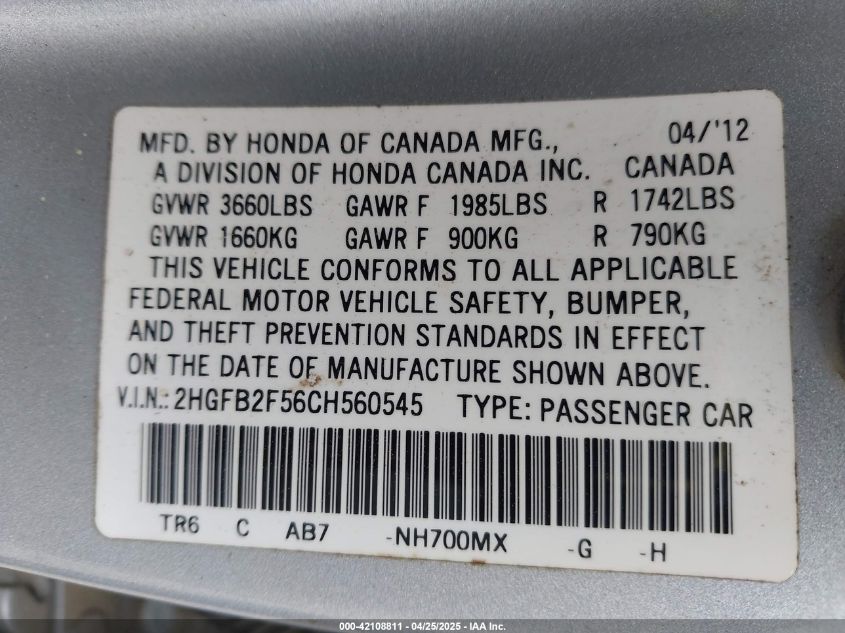 MFD. BY HONDA OF CANADA MFG., 04/'12
A DIVISION OF HONDA CANADA INC. CANADA
GVWR 3660LBS GAWR F 1985LBS R 1742LBS
GVWR 1660KG GAWR F 900KG R 790KG
THIS VEHICLE CONFORMS TO ALL APPLICABLE
FEDERAL MOTOR VEHICLE SAFETY, BUMPER,
AND THEFT PREVENTION STANDARDS IN EFFECT
ON THE DATE OF MANUFACTURE SHOWN ABOVE.
V.I.N.: 2HGFB2F56CH560545 TYPE: PASSENGER CAR
TR6 C AB7 -NH700MX -G -H
000-42108811 - 04/25/2025 - IAA Inc.